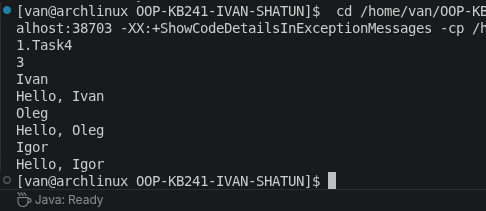 [van@archlinux OOP-KB241-IVAN-SHATUN]$  cd /home/van/OOP-KB
alhost:38703 -XX:+ShowCodeDetailsInExceptionMessages -cp /h
1.Task4
3
Ivan
Hello, Ivan
Oleg
Hello, Oleg
Igor
Hello, Igor
[van@archlinux OOP-KB241-IVAN-SHATUN]$
Java: Ready